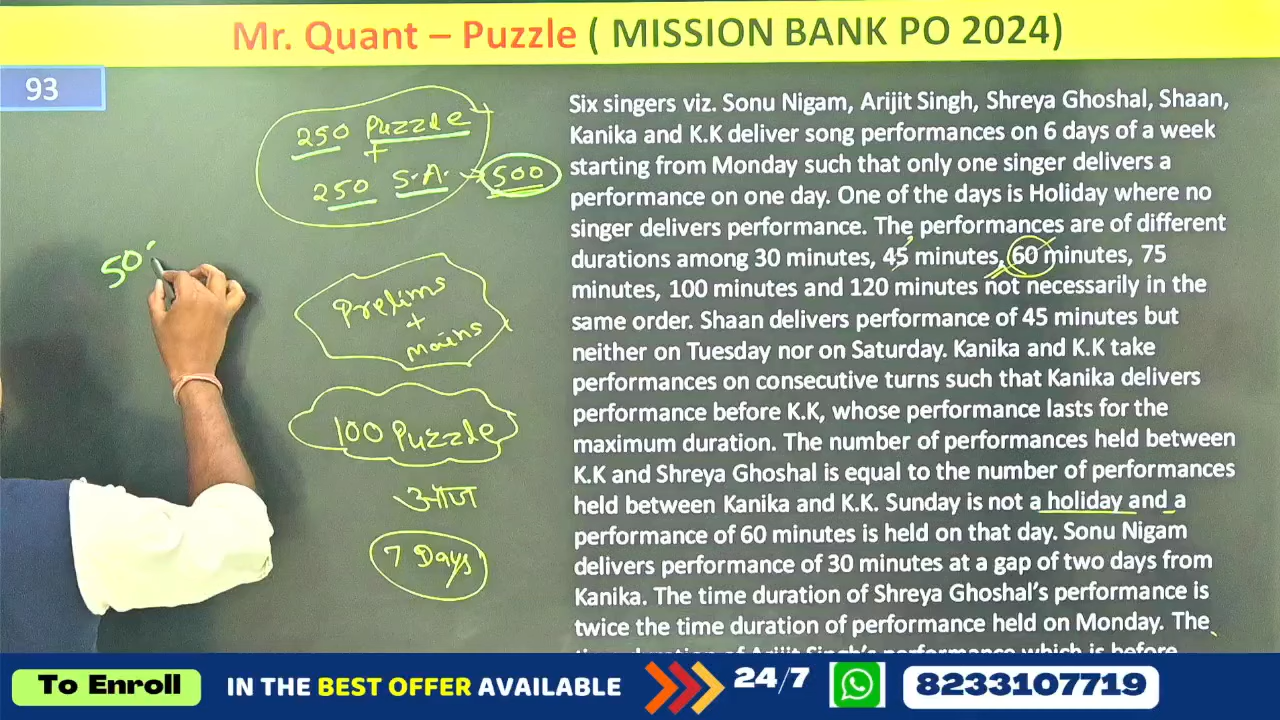 Mr. Quant – Puzzle ( MISSION BANK PO 2024)
93
250 Puzzle
+
250 S.A. → 500
50
Prelims
+
mains
100 Puzzle
आज
7 Days
Six singers viz. Sonu Nigam, Arijit Singh, Shreya Ghoshal, Shaan,
Kanika and K.K deliver song performances on 6 days of a week
starting from Monday such that only one singer delivers a
performance on one day. One of the days is Holiday where no
singer delivers performance. The performances are of different
durations among 30 minutes, 45 minutes, 60 minutes, 75
minutes, 100 minutes and 120 minutes not necessarily in the
same order. Shaan delivers performance of 45 minutes but
neither on Tuesday nor on Saturday. Kanika and K.K take
performances on consecutive turns such that Kanika delivers
performance before K.K, whose performance lasts for the
maximum duration. The number of performances held between
K.K and Shreya Ghoshal is equal to the number of performances
held between Kanika and K.K. Sunday is not a holiday and a
performance of 60 minutes is held on that day. Sonu Nigam
delivers performance of 30 minutes at a gap of two days from
Kanika. The time duration of Shreya Ghoshal's performance is
twice the time duration of performance held on Monday. The
time duration of Arijit Singh's performance which is before
To Enroll
IN THE BEST OFFER AVAILABLE
24/7
8233107719